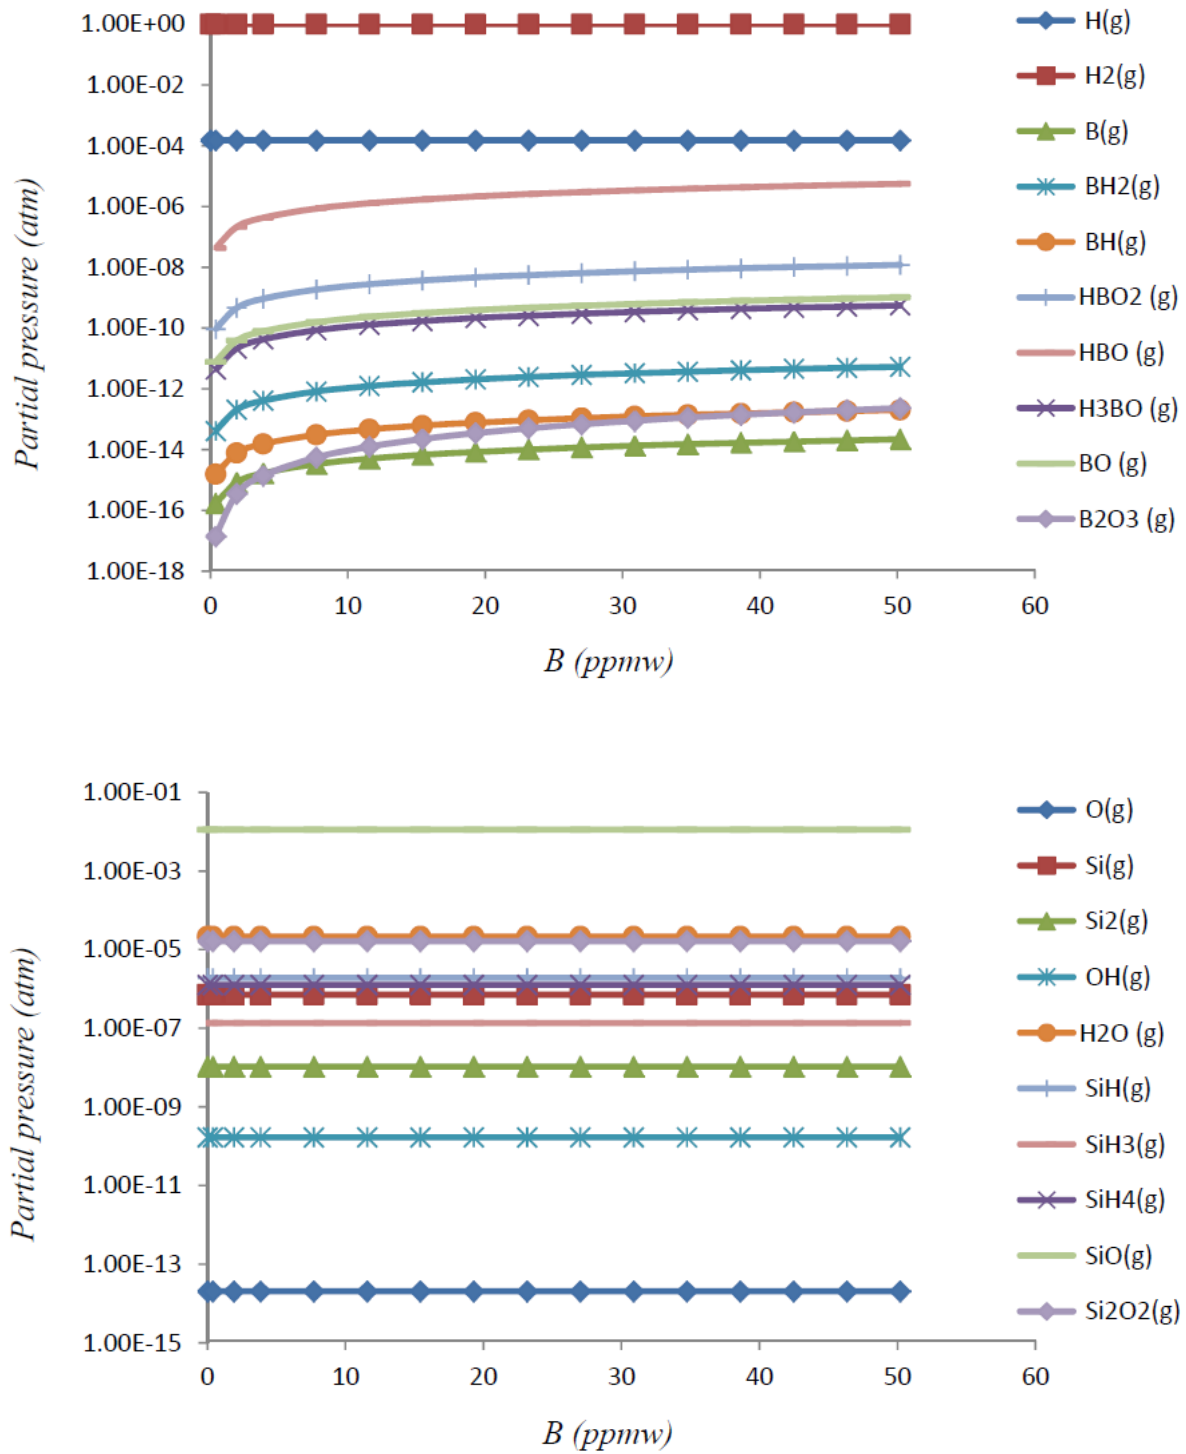 1.00E+00
1.00E-02
1.00E-04
1.00E-06
1.00E-08
1.00E-10
1.00E-12
1.00E-14
1.00E-16
1.00E-18
Partial pressure (atm)
0 10 20 30 40 50 60
B (ppmw)
H(g)
H2(g)
B(g)
BH2(g)
BH(g)
HBO2 (g)
HBO (g)
H3BO (g)
BO (g)
B2O3 (g)
1.00E-01
1.00E-03
1.00E-05
1.00E-07
1.00E-09
1.00E-11
1.00E-13
1.00E-15
Partial pressure (atm)
0 10 20 30 40 50 60
B (ppmw)
O(g)
Si(g)
Si2(g)
OH(g)
H2O (g)
SiH(g)
SiH3(g)
SiH4(g)
SiO(g)
Si2O2(g)